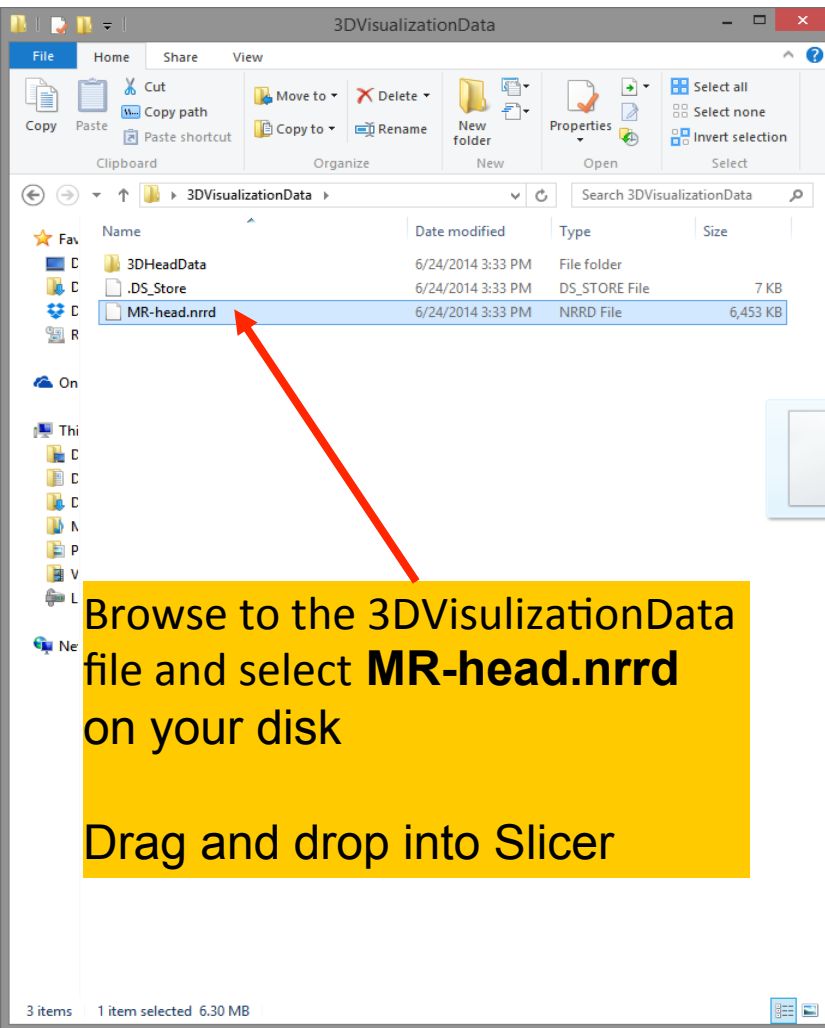 3DVisualizationData
File Home Share View
Copy
Paste
Cut
Copy path
Paste shortcut
Move to
Copy to
Delete
Rename
New
folder
Properties
Select all
Select none
Invert selection
Clipboard Organize New Open Select
3DVisualizationData
Search 3DVisualizationData
Name Date modified Type Size
3DHeadData 6/24/2014 3:33 PM File folder
.DS_Store 6/24/2014 3:33 PM DS_STORE File 7 KB
MR-head.nrrd 6/24/2014 3:33 PM NRRD File 6,453 KB
Fav
D
D
D
R
On
Thi
D
D
D
M
P
V
L
Ne
Browse to the 3DVisulizationData
file and select MR-head.nrrd
on your disk
Drag and drop into Slicer
3 items 1 item selected 6.30 MB